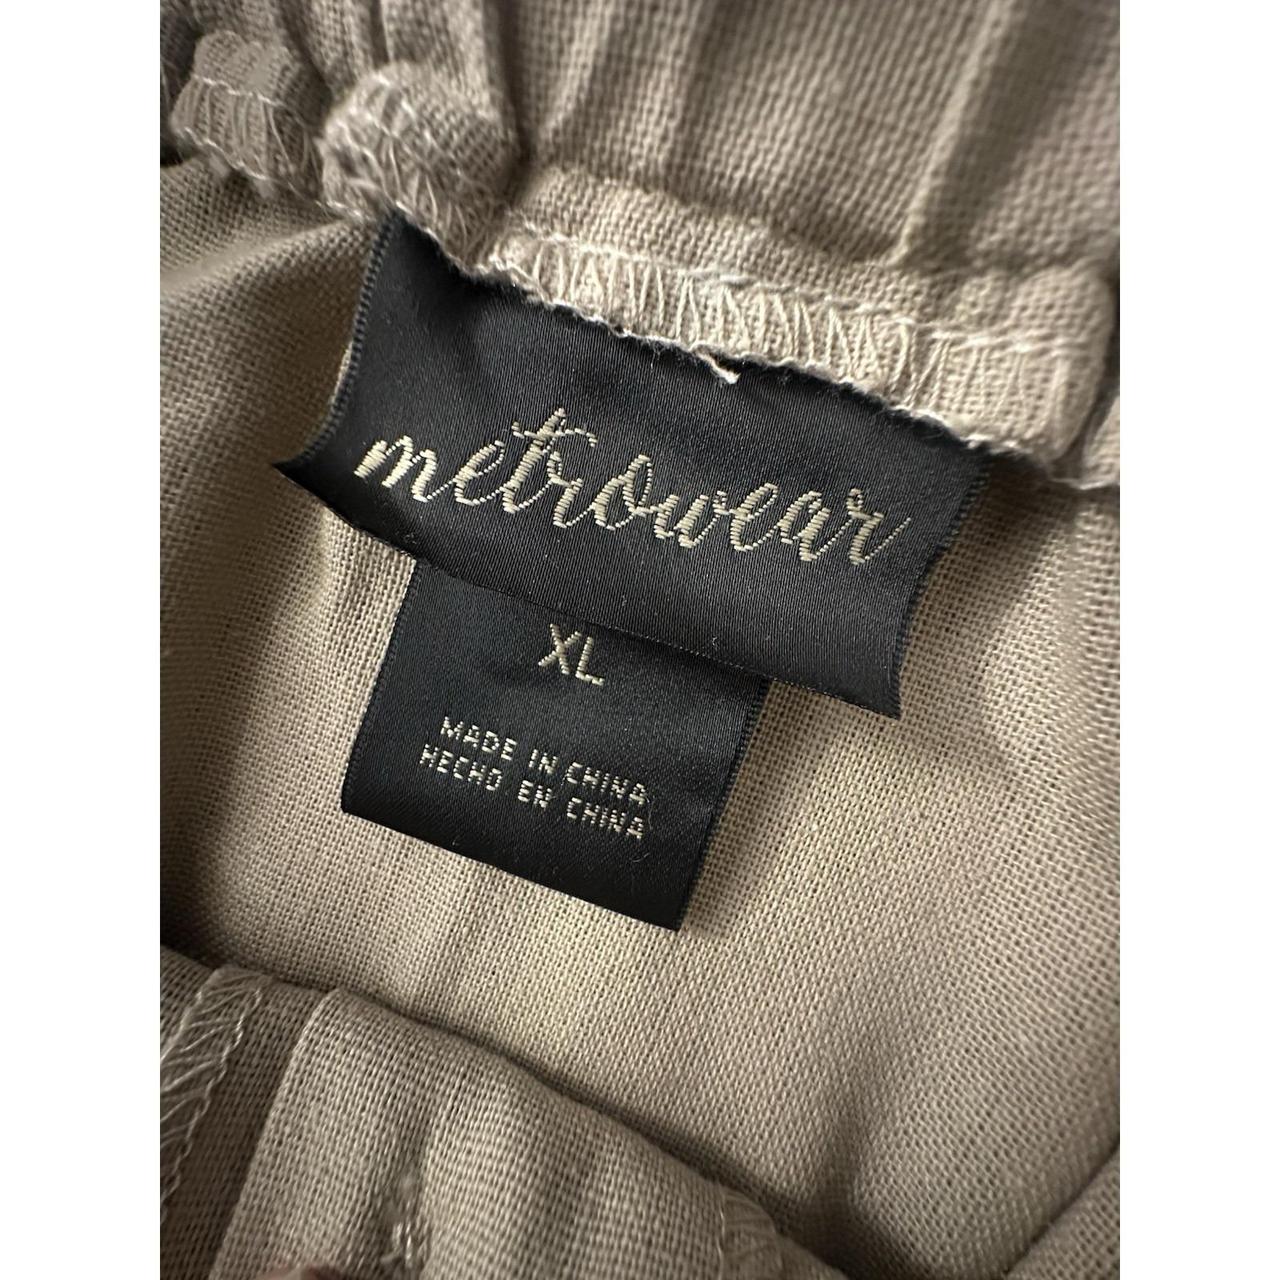 metrowear
XL
MADE IN CHINA
HECHO EN CHINA